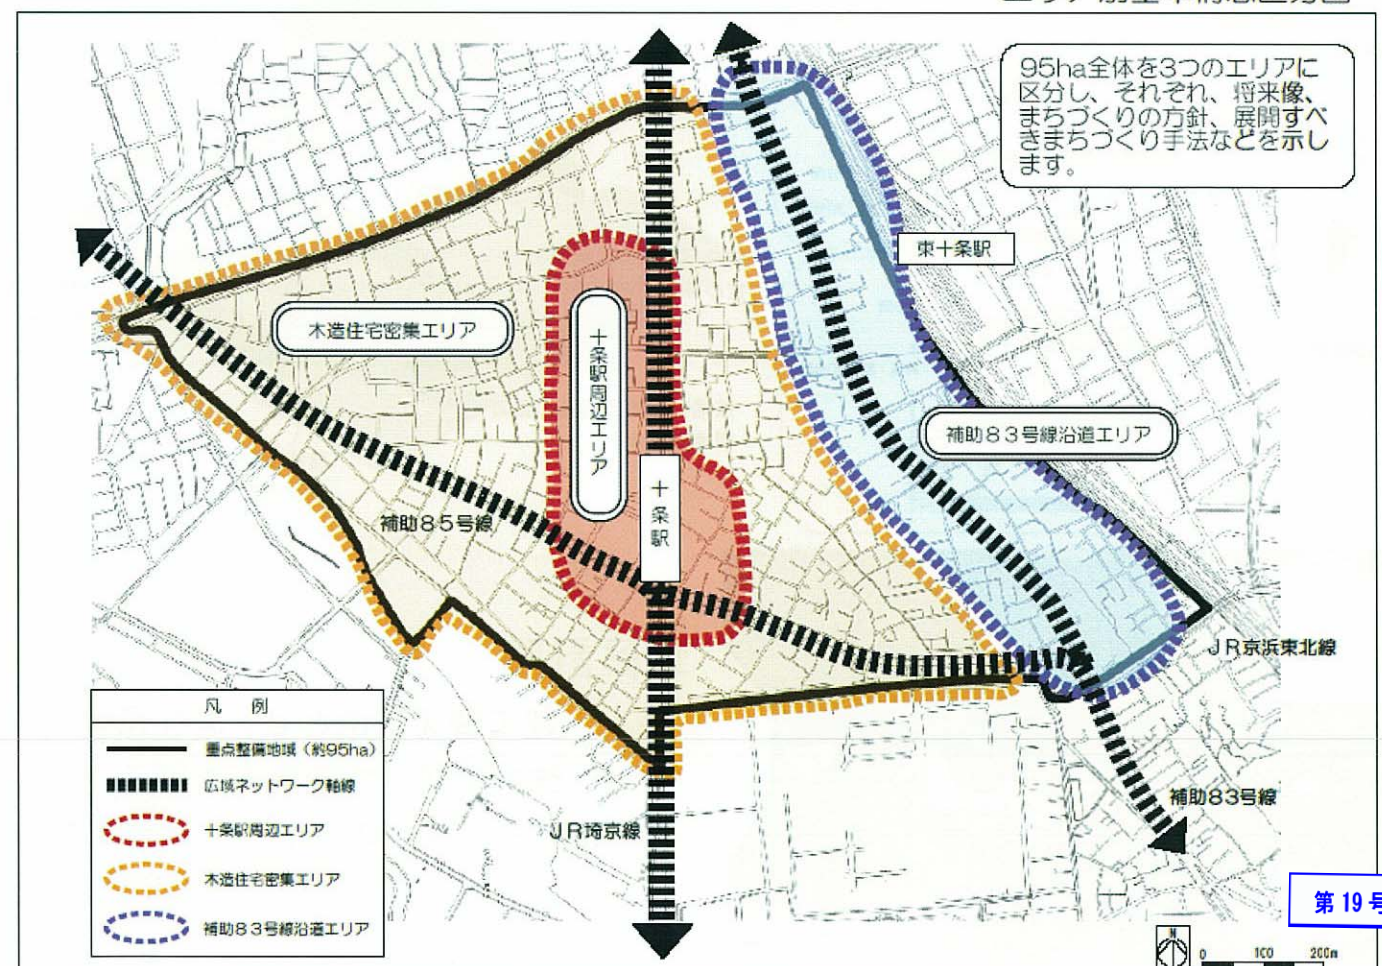 95ha全体を3つのエリアに
区分し、それぞれ、将来像、
まちづくりの方針、展開すべ
きまちづくり手法などを示し
ます。
東十条駅
木造住宅密集エリア
十条駅周辺エリア
補助83号線沿道エリア
十条駅
補助85号線
JR京浜東北線
補助83号線
JR埼京線
凡 例
重点整備地域（約95ha）
広域ネットワーク軸線
十条駅周辺エリア
木造住宅密集エリア
補助83号線沿道エリア
第19号
N
0 100 200m